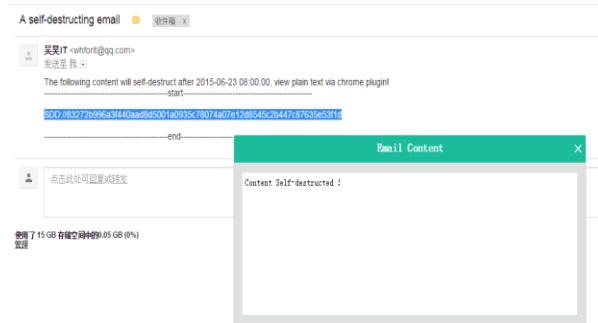 A self-destructing email 收件箱 x
吴昊IT <whforit@qq.com>
发送至 我
The following content will self-destruct after 2015-06-23 08:00:00, view plain text via chrome plugin!
-----------------------------------------------start-----------------------------------------------
SDD://83272b996a3f440aad8d5001a0935c78074a07e12d8545c2b447c87635e53f1d
-----------------------------------------------end-----------------------
Email Content X
Content Self-destructed !
点击此处可回复或转发
使用了 15 GB 存储空间中的0.05 GB (0%)
管理